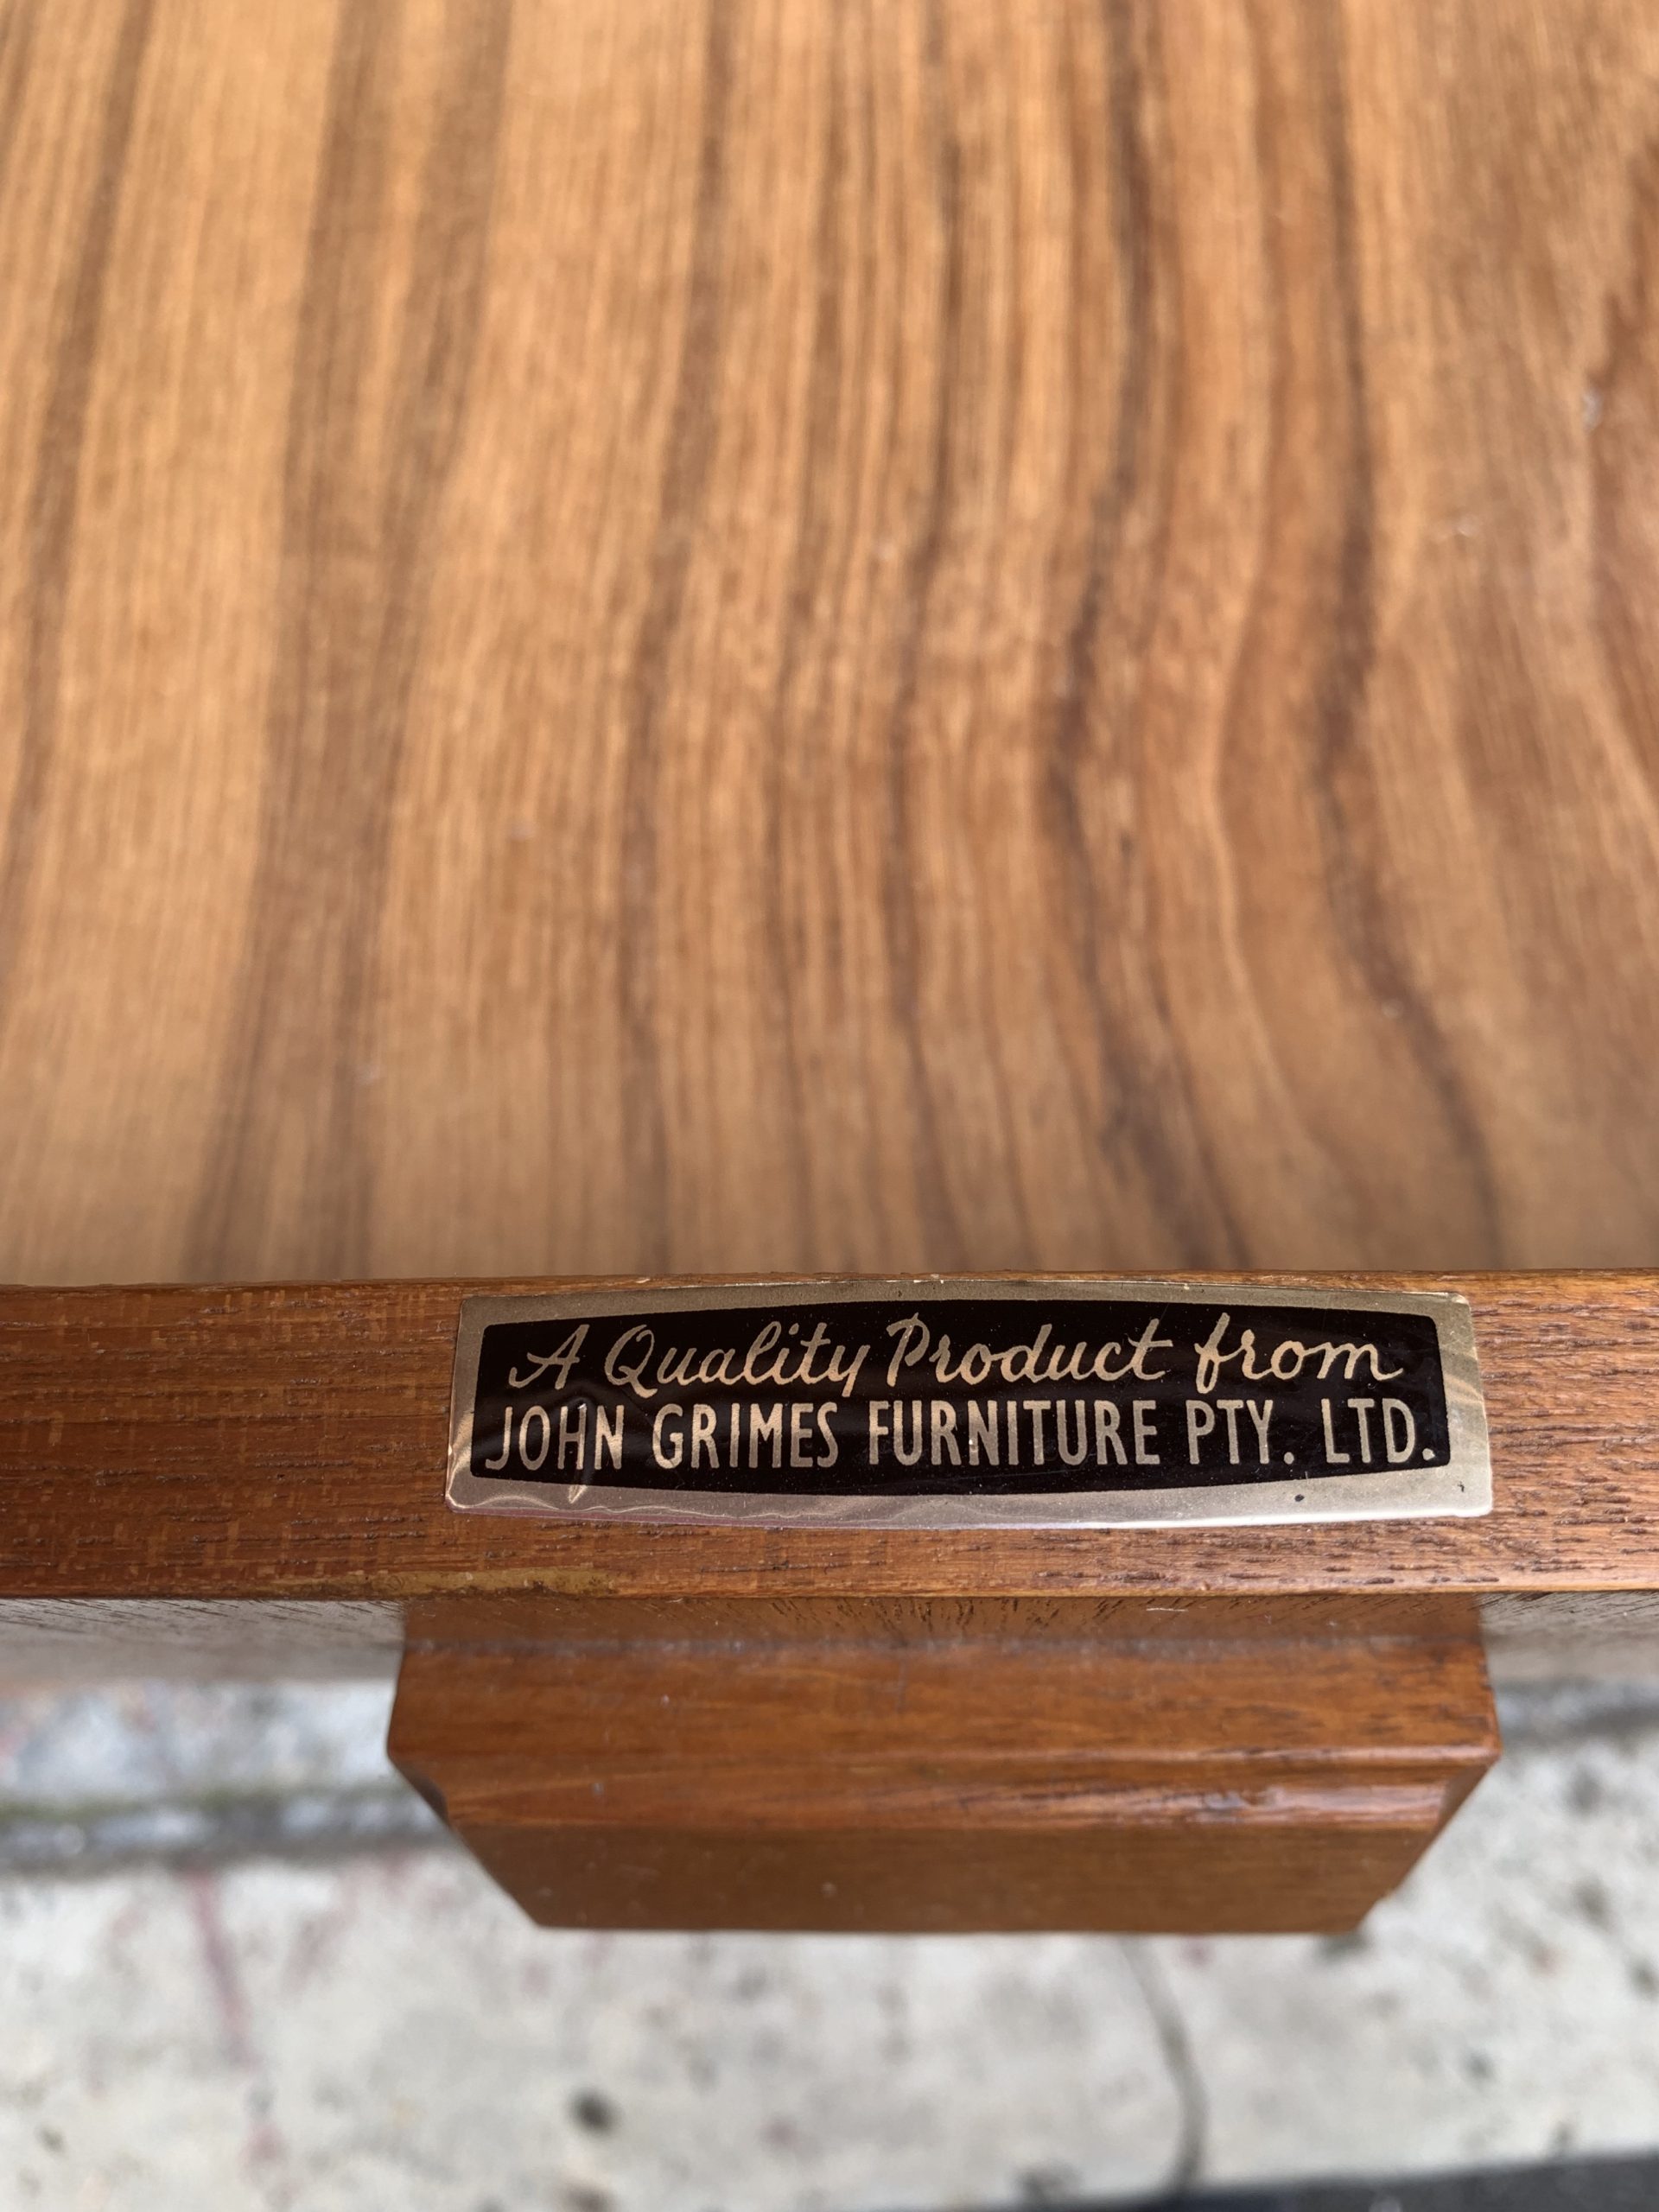 A Quality Product from
JOHN GRIMES FURNITURE PTY. LTD.